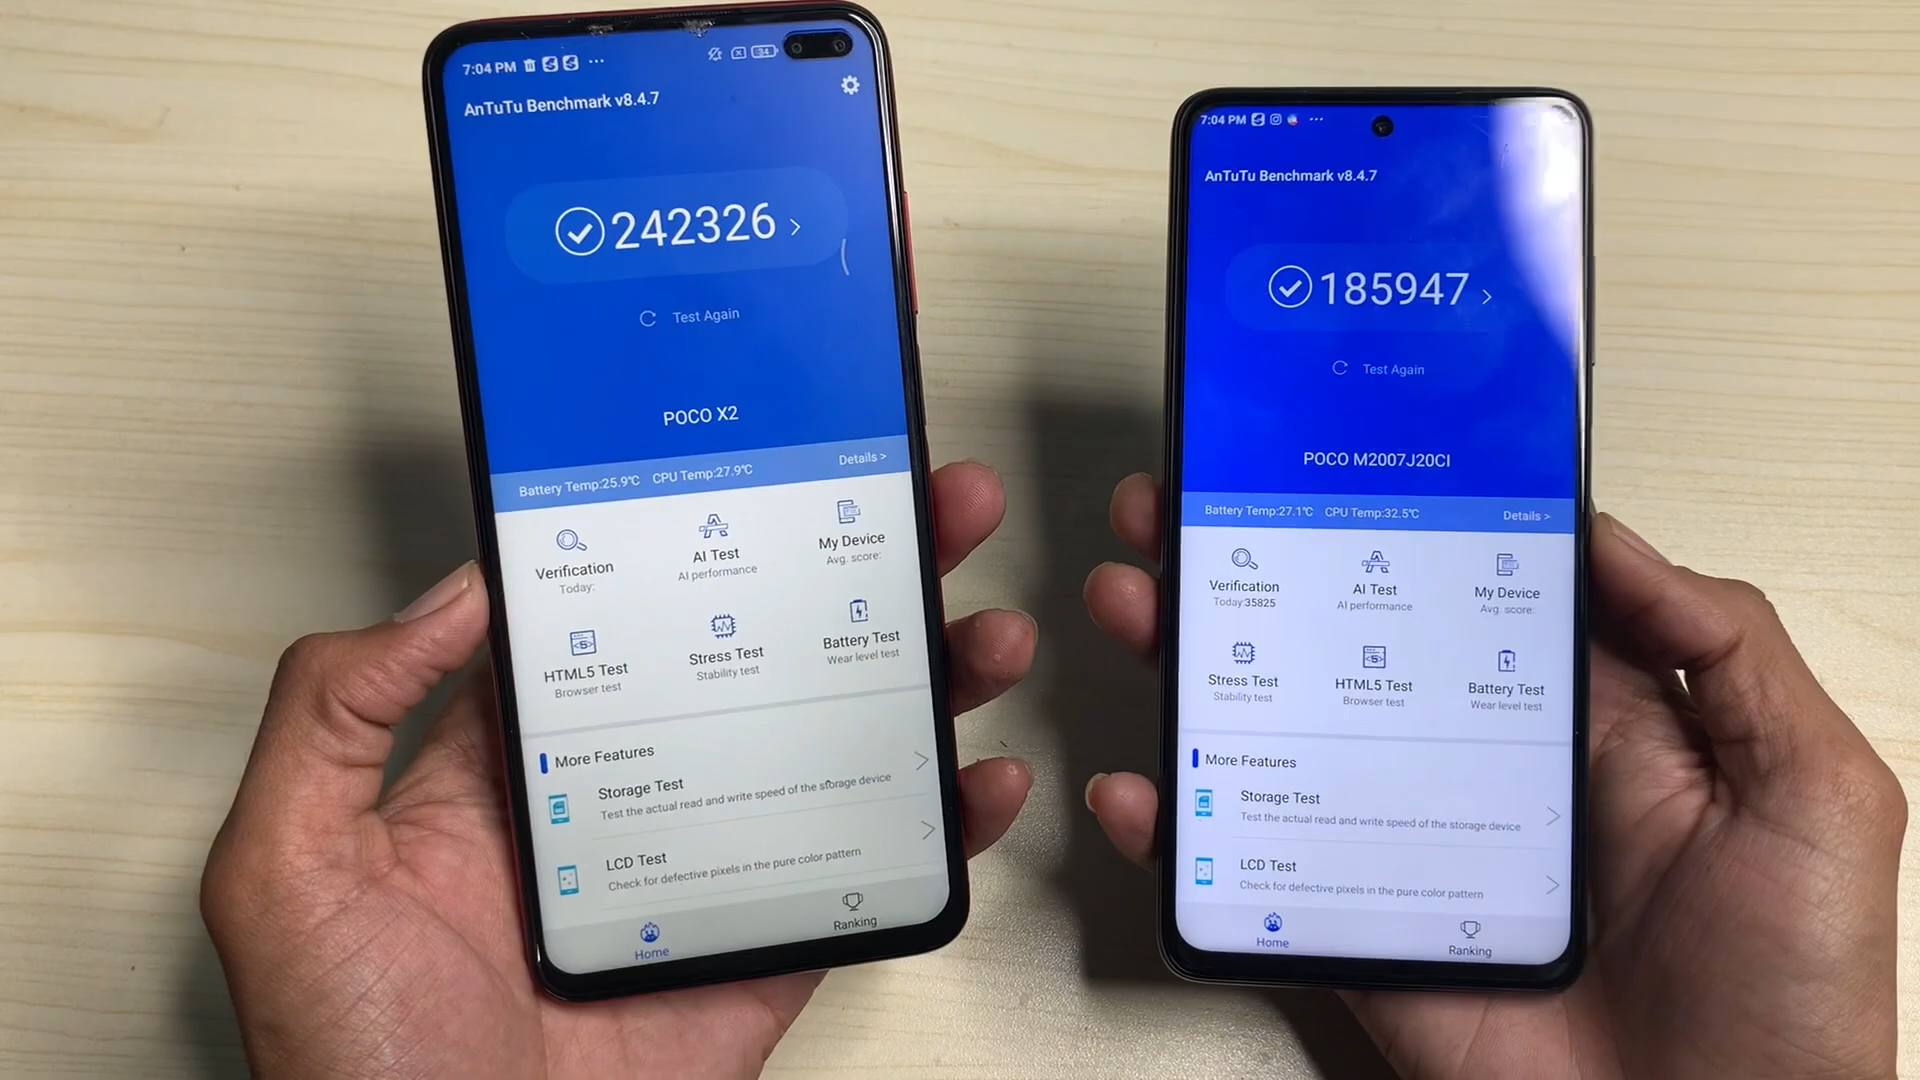 7:04 PM ... 34
AnTuTu Benchmark v8.4.7
242326 >
Test Again
POCO X2
Battery Temp:25.9℃ CPU Temp:27.9℃ Details >
Verification
Today:
AI Test
AI performance
My Device
Avg. score:
HTML5 Test
Browser test
Stress Test
Stability test
Battery Test
Wear level test
More Features
Storage Test
Test the actual read and write speed of the storage device
LCD Test
Check for defective pixels in the pure color pattern
Home
Ranking
7:04 PM ...
AnTuTu Benchmark v8.4.7
185947 >
Test Again
POCO M2007J20CI
Battery Temp:27.1℃ CPU Temp:32.5℃ Details >
Verification
Today:35825
AI Test
AI performance
My Device
Avg. score:
Stress Test
Stability test
HTML5 Test
Browser test
Battery Test
Wear level test
More Features
Storage Test
Test the actual read and write speed of the storage device
LCD Test
Check for defective pixels in the pure color pattern
Home
Ranking